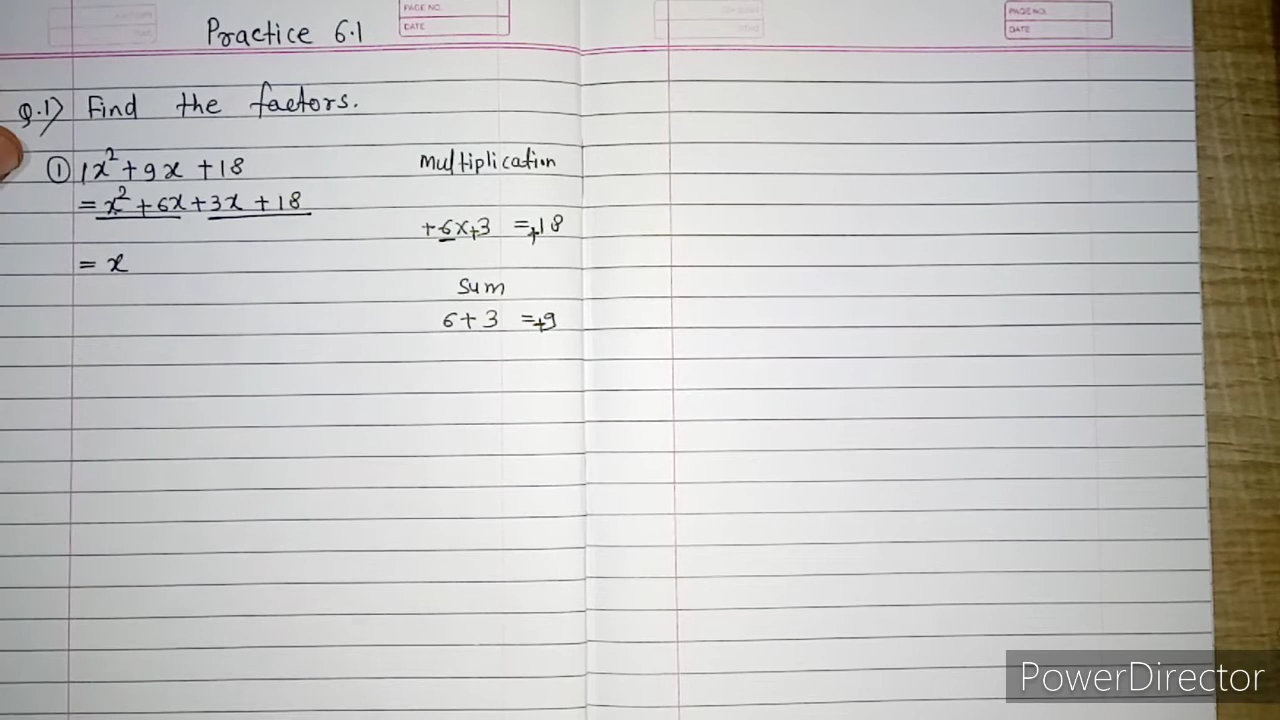 PAGE NO.
DATE
PAGE NO.
DATE
Practice 6.1
Q.1) Find the factors.
① 1x² + 9x + 18
= x² + 6x + 3x + 18
= x
Multiplication
+6x+3 = +18
Sum
6+3 = +9
PowerDirector